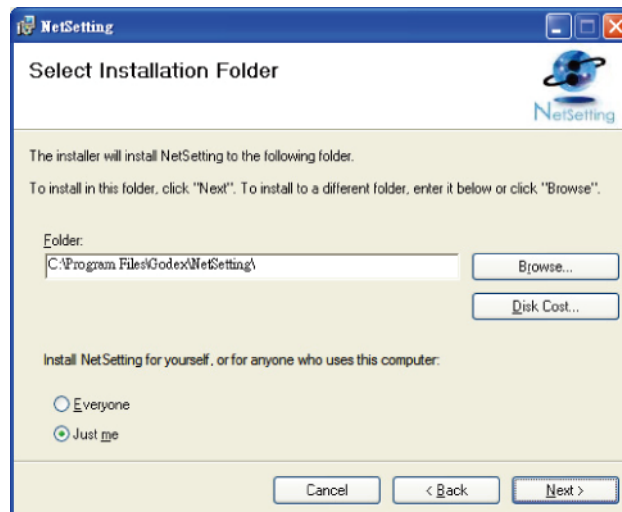 NetSetting
Select Installation Folder
NetSetting
The installer will install NetSetting to the following folder.
To install in this folder, click "Next". To install to a different folder, enter it below or click "Browse".
Folder:
C:\Program Files\Godex\NetSetting\
Browse...
Disk Cost...
Install NetSetting for yourself, or for anyone who uses this computer:
Everyone
Just me
Cancel
< Back
Next >